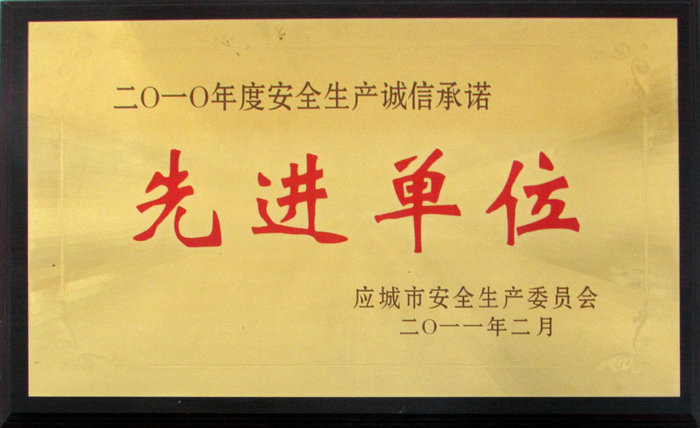 二〇一〇年度安全生产诚信承诺
先进单位
应城市安全生产委员会
二〇一一年二月